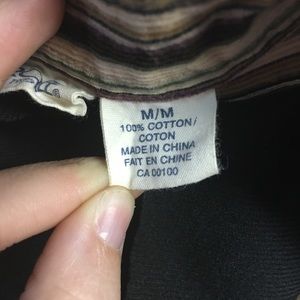 M/M
100% COTTON/
COTON
MADE IN CHINA
FAIT EN CHINE
CA 00100